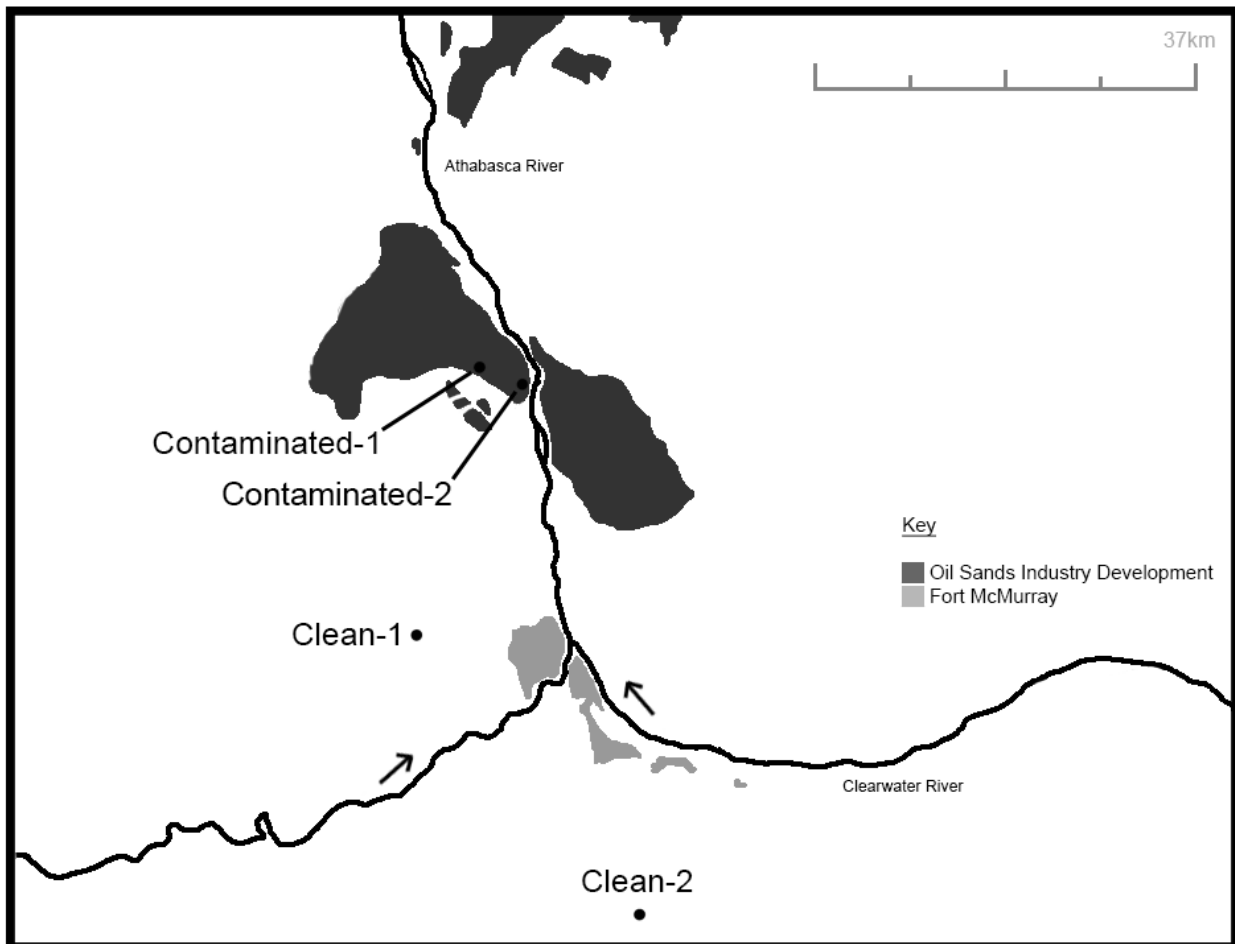 37km
Athabasca River
Contaminated-1
Contaminated-2
Key
Oil Sands Industry Development
Fort McMurray
Clean-1
Clearwater River
Clean-2